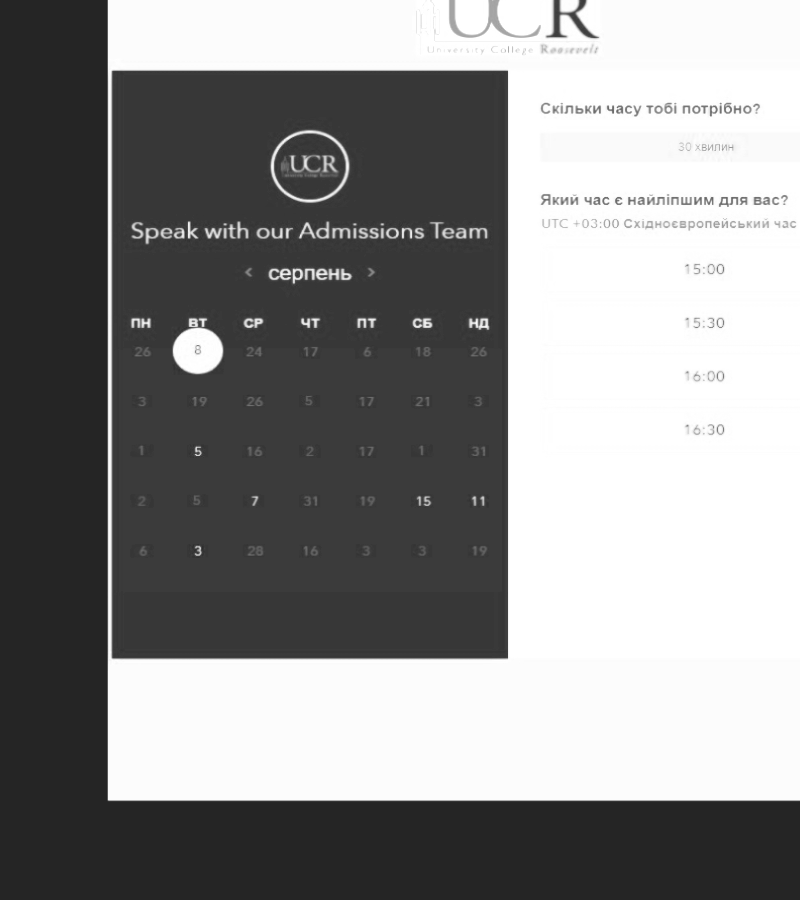 UCR
University College Roosevelt
UCR
Speak with our Admissions Team
< серпень >
ПН ВТ СР ЧТ ПТ СБ НД
26 8 24 17 6 18 26
3 19 26 5 17 21 3
1 5 16 2 17 1 31
2 5 7 31 19 15 11
6 3 28 16 3 3 19
Скільки часу тобі потрібно?
30 хвилин
Який час є найліпшим для вас?
UTC +03:00 Східноєвропейський час
15:00
15:30
16:00
16:30